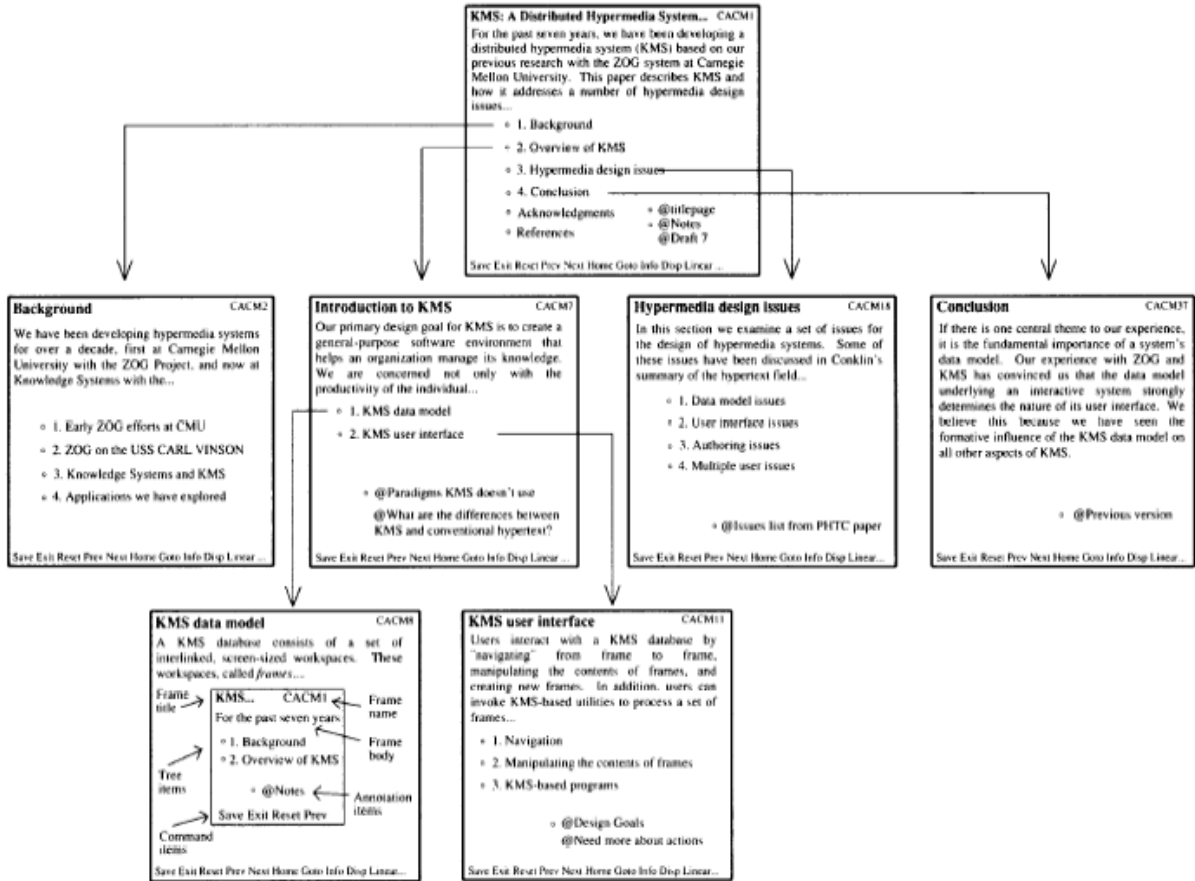 KMS: A Distributed Hypermedia System... CACM1
For the past seven years, we have been developing a
distributed hypermedia system (KMS) based on our
previous research with the ZOG system at Carnegie
Mellon University. This paper describes KMS and
how it addresses a number of hypermedia design
issues...
1. Background
2. Overview of KMS
3. Hypermedia design issues
4. Conclusion
Acknowledgments
References
@titlepage
@Notes
@Draft 7
Save Exit Reset Prev Next Home Goto Info Disp Linear ...
Background CACM2
We have been developing hypermedia systems
for over a decade, first at Carnegie Mellon
University with the ZOG Project, and now at
Knowledge Systems with the...
1. Early ZOG efforts at CMU
2. ZOG on the USS CARL VINSON
3. Knowledge Systems and KMS
4. Applications we have explored
Save Exit Reset Prev Next Home Goto Info Disp Linear ...
Introduction to KMS CACM7
Our primary design goal for KMS is to create a
general-purpose software environment that
helps an organization manage its knowledge.
We are concerned not only with the
productivity of the individual...
1. KMS data model
2. KMS user interface
@Paradigms KMS doesn't use
@What are the differences between
KMS and conventional hypertext?
Save Exit Reset Prev Next Home Goto Info Disp Linear ...
Hypermedia design issues CACM18
In this section we examine a set of issues for
the design of hypermedia systems. Some of
these issues have been discussed in Conklin's
summary of the hypertext field...
1. Data model issues
2. User interface issues
3. Authoring issues
4. Multiple user issues
@Issues list from PHTC paper
Save Exit Reset Prev Next Home Goto Info Disp Linear...
Conclusion CACM37
If there is one central theme to our experience,
it is the fundamental importance of a system's
data model. Our experience with ZOG and
KMS has convinced us that the data model
underlying an interactive system strongly
determines the nature of its user interface. We
believe this because we have seen the
formative influence of the KMS data model on
all other aspects of KMS.
@Previous version
Save Exit Reset Prev Next Home Goto Info Disp Linear ...
KMS data model CACM8
A KMS database consists of a set of
interlinked, screen-sized workspaces. These
workspaces, called frames...
Frame
title
KMS... CACM1
Frame
name
For the past seven years
1. Background
2. Overview of KMS
Frame
body
Tree
items
@Notes
Annotation
items
Save Exit Reset Prev
Command
items
Save Exit Reset Prev Next Home Goto Info Disp Linear ...
KMS user interface CACM11
Users interact with a KMS database by
"navigating" from frame to frame,
manipulating the contents of frames, and
creating new frames. In addition, users can
invoke KMS-based utilities to process a set of
frames...
1. Navigation
2. Manipulating the contents of frames
3. KMS-based programs
@Design Goals
@Need more about actions
Save Exit Reset Prev Next Home Goto Info Disp Linear ...